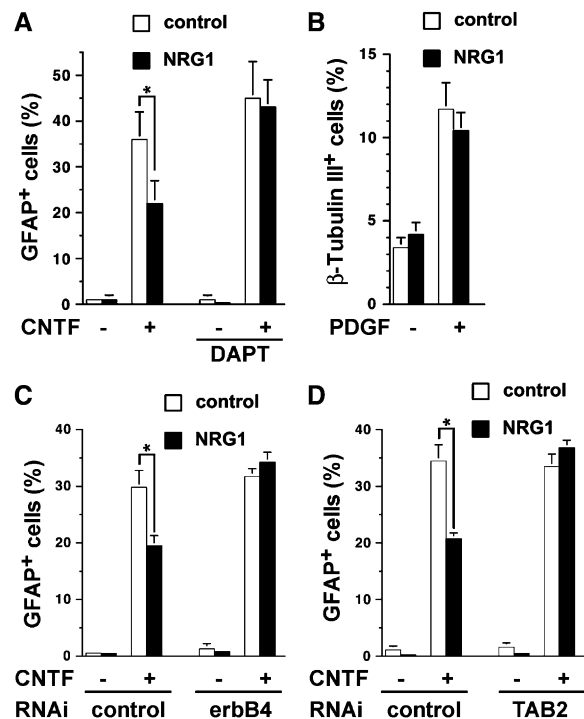 A
control
NRG1
GFAP+ cells (%)
50
40
30
20
10
0
CNTF - + - +
DAPT
*
B
control
NRG1
β-Tubulin III+ cells (%)
15
10
5
0
PDGF - +
C
control
NRG1
GFAP+ cells (%)
40
30
20
10
0
*
CNTF - + - +
RNAi control erbB4
D
control
NRG1
GFAP+ cells (%)
40
30
20
10
0
*
CNTF - + - +
RNAi control TAB2